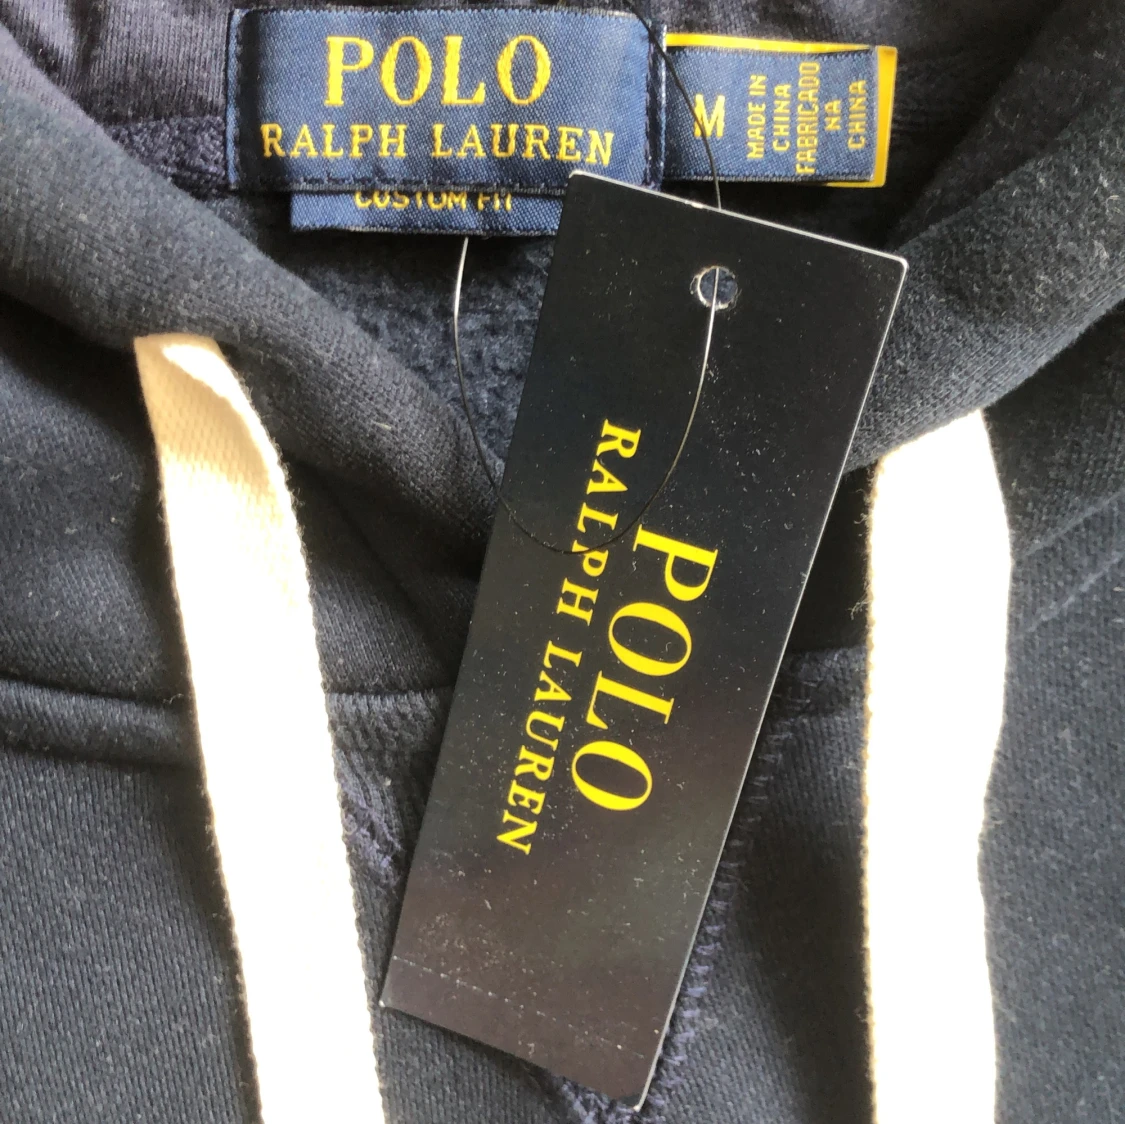 POLO
RALPH LAUREN
CUSTOM FIT
M
MADE IN
CHINA
FABRICADO
NA
CHINA
POLO
RALPH LAUREN